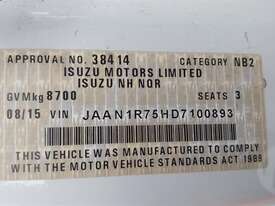 APPROVAL NO. 38414 CATEGORY NB2
ISUZU MOTORS LIMITED
ISUZU NH NQR
GVMkg 8700 SEATS 3
08/15 VIN JAAN1R75HD7100893
THIS VEHICLE WAS MANUFACTURED TO COMPLY WITH
THE MOTOR VEHICLE STANDARDS ACT 1989